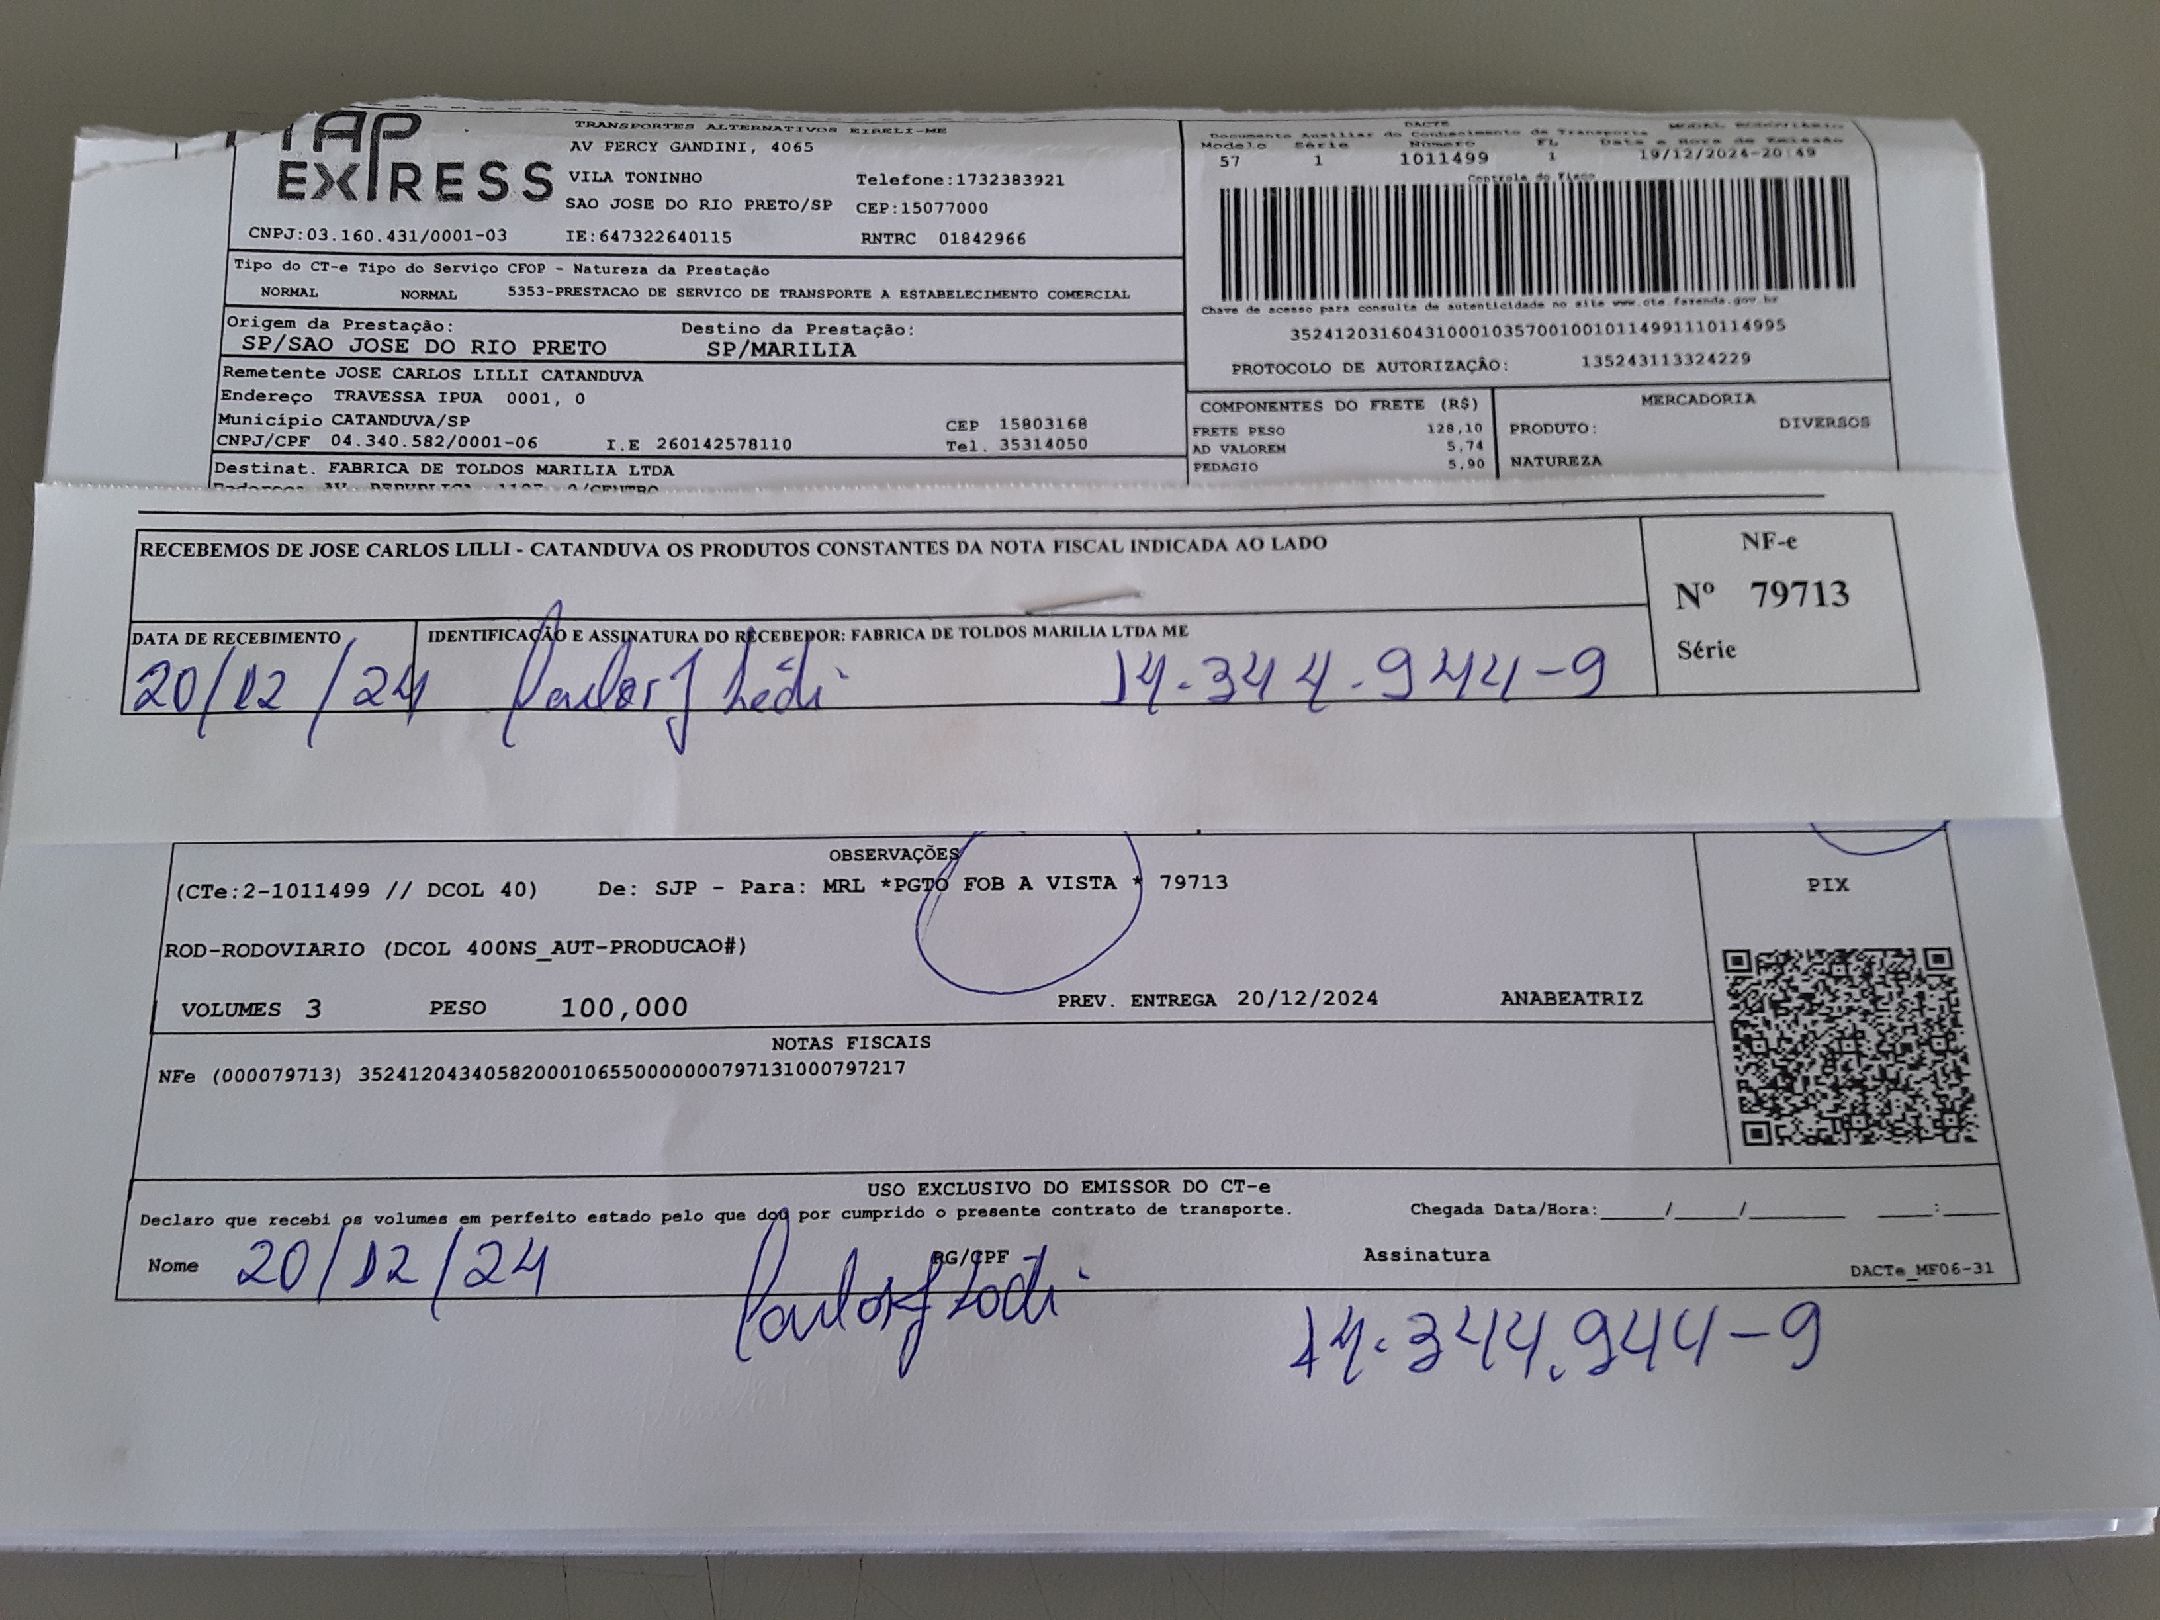 TAP
EXPRESS
TRANSPORTES ALTERNATIVOS EIRELI-ME
AV PERCY GANDINI, 4065
VILA TONINHO Telefone:1732383921
SAO JOSE DO RIO PRETO/SP CEP:15077000
CNPJ:03.160.431/0001-03 IE:647322640115 RNTRC 01842966
DACTE
Documento Auxiliar do Conhecimento de Transporte MODAL RODOVIARIO
Modelo Série Número FL Data e Hora de Emissão
57 1 1011499 1 19/12/2024-20:49
Controle do Fisco
Chave de acesso para consulta de autenticidade no site www.cte.fazenda.gov.br
35241203160431000103570010010114991110114995
PROTOCOLO DE AUTORIZAÇÃO: 135243113324229
Tipo do CT-e Tipo do Serviço CFOP - Natureza da Prestação
NORMAL NORMAL 5353-PRESTACAO DE SERVICO DE TRANSPORTE A ESTABELECIMENTO COMERCIAL
Origem da Prestação: Destino da Prestação:
SP/SAO JOSE DO RIO PRETO SP/MARILIA
Remetente JOSE CARLOS LILLI CATANDUVA
Endereço TRAVESSA IPUA 0001, 0
Município CATANDUVA/SP CEP 15803168
CNPJ/CPF 04.340.582/0001-06 I.E 260142578110 Tel. 35314050
Destinat. FABRICA DE TOLDOS MARILIA LTDA
COMPONENTES DO FRETE (R$)
FRETE PESO 128,10
AD VALOREM 5,74
PEDAGIO 5,90
MERCADORIA
PRODUTO: DIVERSOS
NATUREZA
RECEBEMOS DE JOSE CARLOS LILLI - CATANDUVA OS PRODUTOS CONSTANTES DA NOTA FISCAL INDICADA AO LADO
NF-e
Nº 79713
Série
DATA DE RECEBIMENTO IDENTIFICAÇÃO E ASSINATURA DO RECEBEDOR: FABRICA DE TOLDOS MARILIA LTDA ME
20/12/24 14.344.944-9
OBSERVAÇÕES
(CTe:2-1011499 // DCOL 40) De: SJP - Para: MRL *PGTO FOB A VISTA * 79713
PIX
ROD-RODOVIARIO (DCOL 400NS_AUT-PRODUCAO#)
VOLUMES 3 PESO 100,000 PREV. ENTREGA 20/12/2024 ANABEATRIZ
NOTAS FISCAIS
NFe (000079713) 35241204340582000106550000000797131000797217
USO EXCLUSIVO DO EMISSOR DO CT-e
Declaro que recebi os volumes em perfeito estado pelo que dou por cumprido o presente contrato de transporte. Chegada Data/Hora:_____/_____/_______ ____:____
Nome 20/12/24 RG/CPF Assinatura
DACTe_MF06-31
14.344.944-9